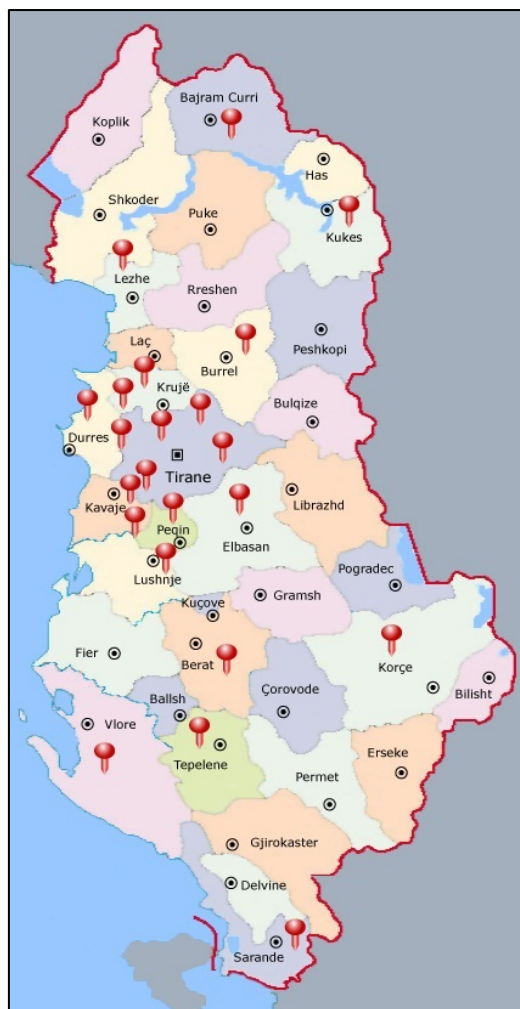 Bajram Curri
Koplik
Has
Shkoder
Puke
Kukes
Lezhe
Rreshen
Laç
Burrel
Peshkopi
Krujë
Bulqize
Durres
Tirane
Kavaje
Librazhd
Peqin
Elbasan
Lushnje
Pogradec
Kuçove
Gramsh
Fier
Berat
Korçe
Ballsh
Çorovode
Bilisht
Vlore
Tepelene
Erseke
Permet
Gjirokaster
Delvine
Sarande